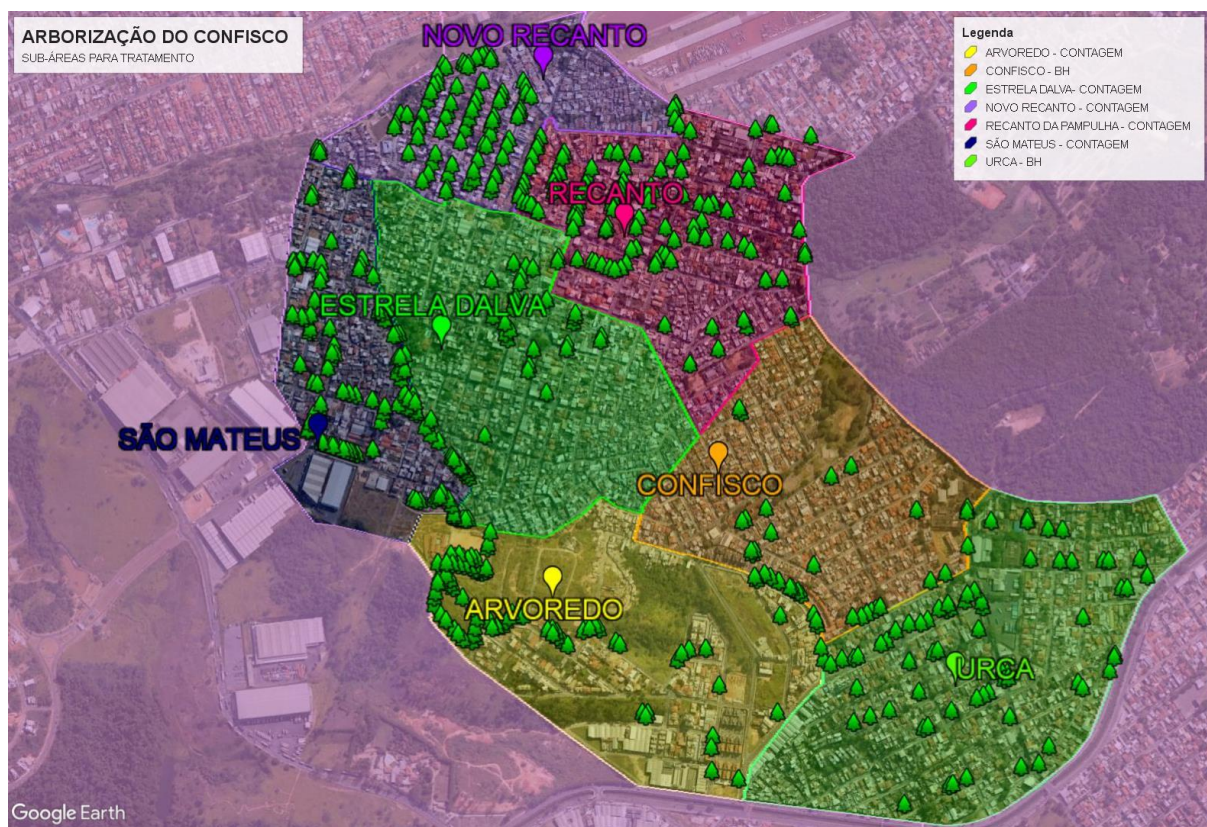 ARBORIZAÇÃO DO CONFISCO
SUB-ÁREAS PARA TRATAMENTO
NOVO RECANTO
Legenda
ARVOREDO - CONTAGEM
CONFISCO - BH
ESTRELA DALVA- CONTAGEM
NOVO RECANTO - CONTAGEM
RECANTO DA PAMPULHA - CONTAGEM
SÃO MATEUS - CONTAGEM
URCA - BH
RECANTO
ESTRELA DALVA
SÃO MATEUS
CONFISCO
ARVOREDO
URCA
Google Earth